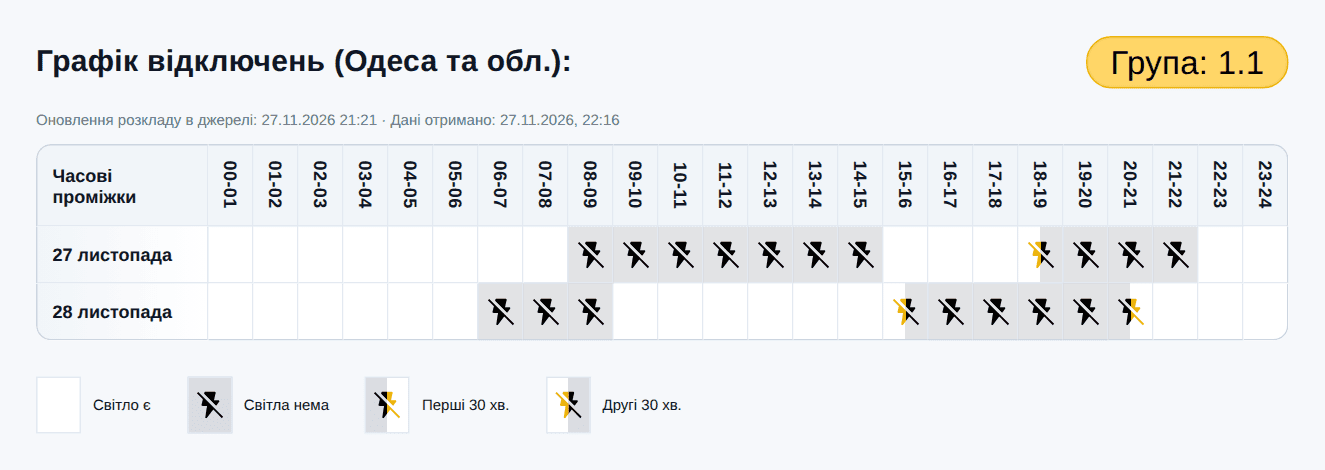 Графік відключень (Одеса та обл.):
Група: 1.1
Оновлення розкладу в джерелі: 27.11.2026 21:21 · Дані отримано: 27.11.2026, 22:16
Часові
проміжки
00-01
01-02
02-03
03-04
04-05
05-06
06-07
07-08
08-09
09-10
10-11
11-12
12-13
13-14
14-15
15-16
16-17
17-18
18-19
19-20
20-21
21-22
22-23
23-24
27 листопада
28 листопада
Світло є
Світла нема
Перші 30 хв.
Другі 30 хв.